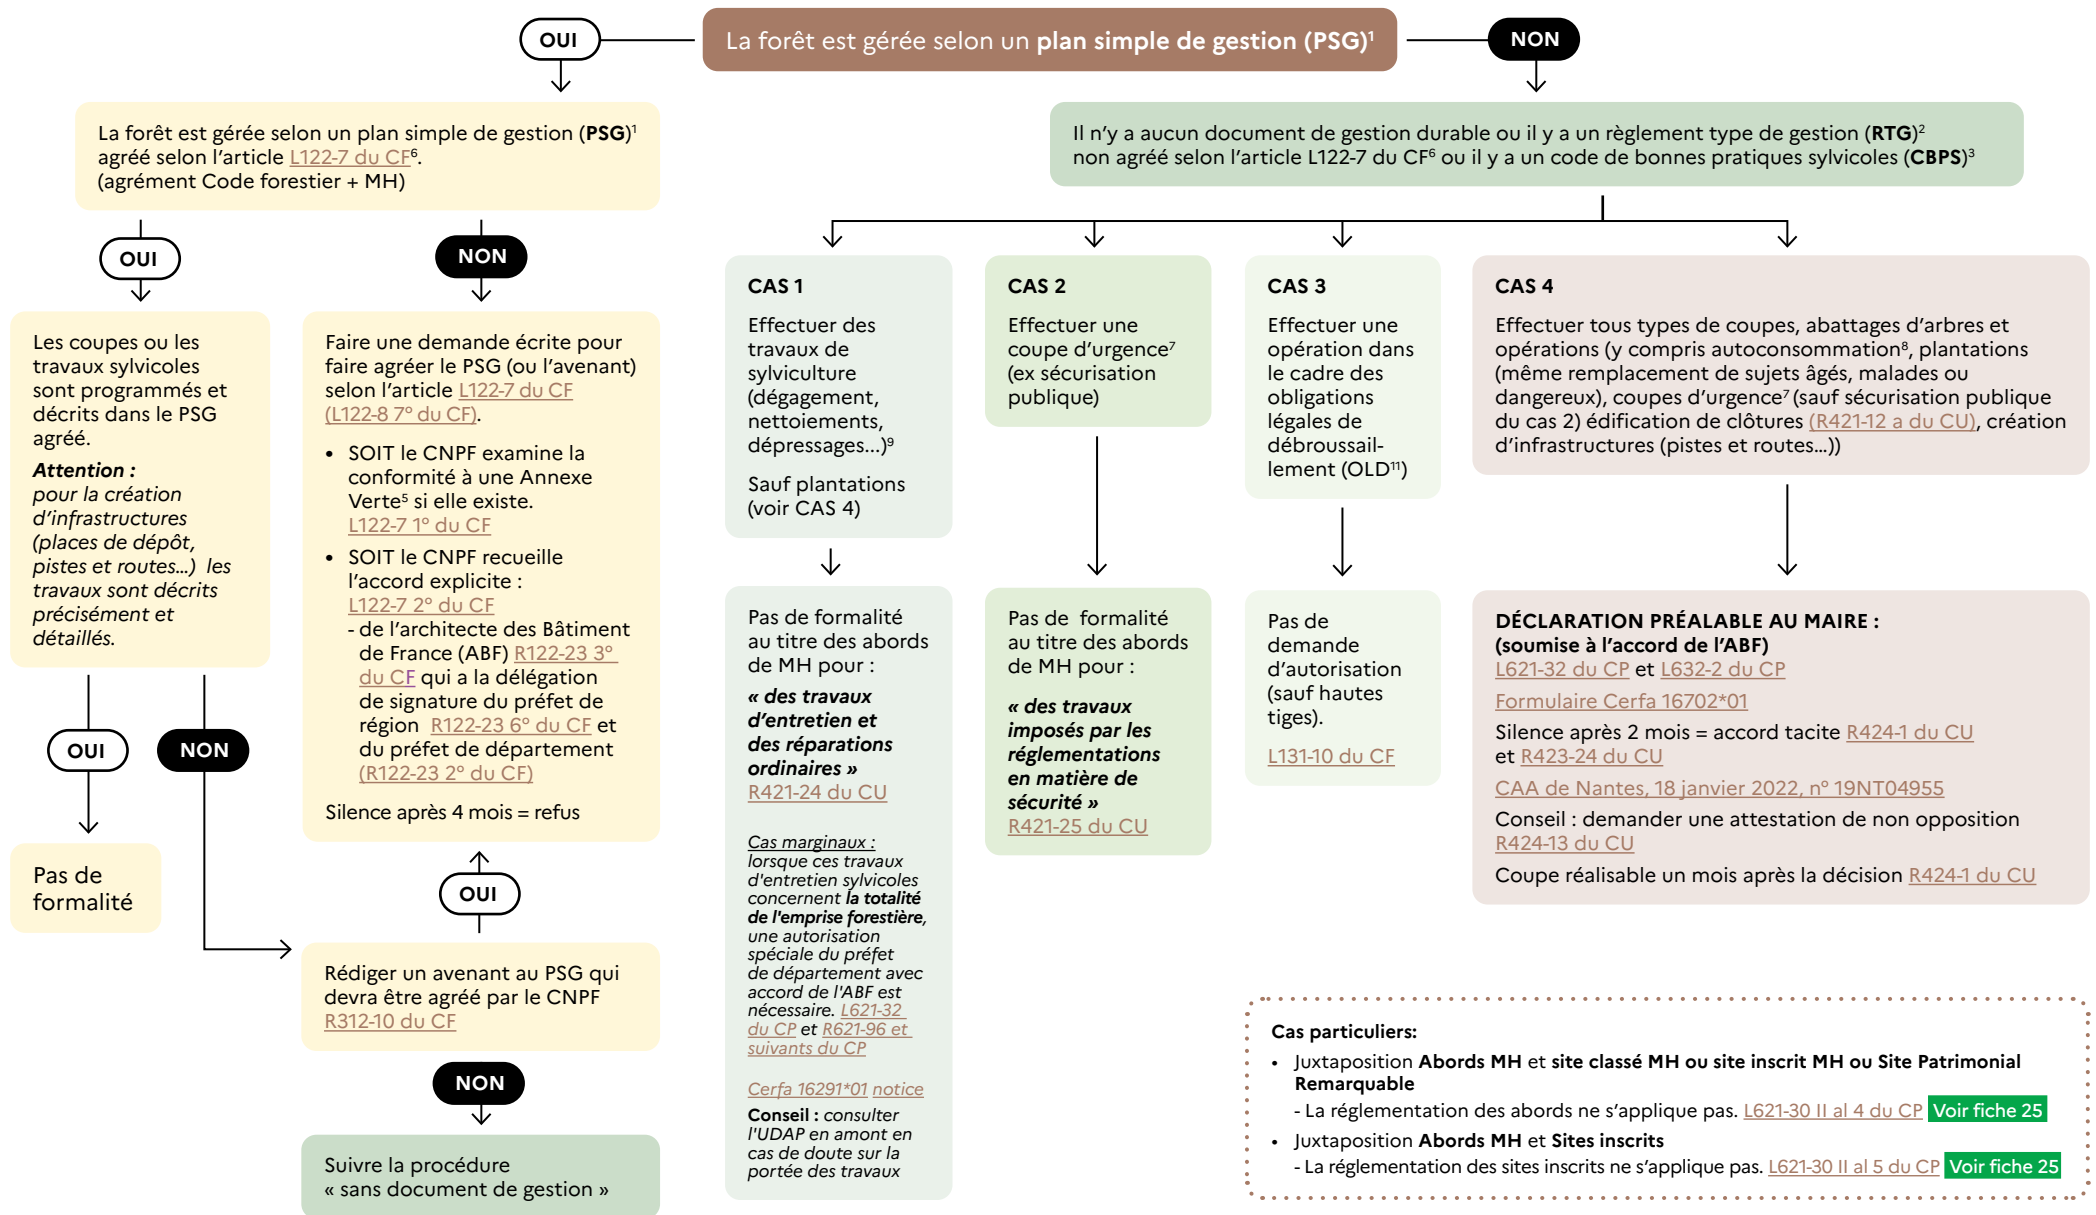 OUI
La forêt est gérée selon un plan simple de gestion (PSG)¹
NON
La forêt est gérée selon un plan simple de gestion (PSG)¹
agréé selon l'article L122-7 du CF⁶.
(agrément Code forestier + MH)
Il n'y a aucun document de gestion durable ou il y a un règlement type de gestion (RTG)²
non agréé selon l'article L122-7 du CF⁶ ou il y a un code de bonnes pratiques sylvicoles (CBPS)³
OUI
NON
Les coupes ou les
travaux sylvicoles
sont programmés et
décrits dans le PSG
agréé.
Attention :
pour la création
d'infrastructures
(places de dépôt,
pistes et routes...) les
travaux sont décrits
précisément et
détaillés.
OUI
NON
Pas de
formalité
Faire une demande écrite pour
faire agréer le PSG (ou l'avenant)
selon l'article L122-7 du CF
(L122-8 7° du CF).
• SOIT le CNPF examine la
conformité à une Annexe
Verte⁵ si elle existe.
L122-7 1° du CF
• SOIT le CNPF recueille
l'accord explicite :
L122-7 2° du CF
- de l'architecte des Bâtiment
de France (ABF) R122-23 3°
du CF qui a la délégation
de signature du préfet de
région R122-23 6° du CF et
du préfet de département
(R122-23 2° du CF)
Silence après 4 mois = refus
OUI
Rédiger un avenant au PSG qui
devra être agréé par le CNPF
R312-10 du CF
NON
Suivre la procédure
« sans document de gestion »
CAS 1
Effectuer des
travaux de
sylviculture
(dégagement,
nettoiements,
dépressages...)⁹
Sauf plantations
(voir CAS 4)
Pas de formalité
au titre des abords
de MH pour :
« des travaux
d'entretien et
des réparations
ordinaires »
R421-24 du CU
Cas marginaux :
lorsque ces travaux
d'entretien sylvicoles
concernent la totalité
de l'emprise forestière,
une autorisation
spéciale du préfet
de département avec
accord de l'ABF est
nécessaire. L621-32
du CP et R621-96 et
suivants du CP
Cerfa 16291*01 notice
Conseil : consulter
l'UDAP en amont en
cas de doute sur la
portée des travaux
CAS 2
Effectuer une
coupe d'urgence⁷
(ex sécurisation
publique)
Pas de formalité
au titre des abords
de MH pour :
« des travaux
imposés par les
réglementations
en matière de
sécurité »
R421-25 du CU
CAS 3
Effectuer une
opération dans
le cadre des
obligations
légales de
débroussail-
lement (OLD¹¹)
Pas de
demande
d'autorisation
(sauf hautes
tiges).
L131-10 du CF
CAS 4
Effectuer tous types de coupes, abattages d'arbres et
opérations (y compris autoconsommation⁸, plantations
(même remplacement de sujets âgés, malades ou
dangereux), coupes d'urgence⁷ (sauf sécurisation publique
du cas 2) édification de clôtures (R421-12 a du CU), création
d'infrastructures (pistes et routes...))
DÉCLARATION PRÉALABLE AU MAIRE :
(soumise à l'accord de l'ABF)
L621-32 du CP et L632-2 du CP
Formulaire Cerfa 16702*01
Silence après 2 mois = accord tacite R424-1 du CU
et R423-24 du CU
CAA de Nantes, 18 janvier 2022, n° 19NT04955
Conseil : demander une attestation de non opposition
R424-13 du CU
Coupe réalisable un mois après la décision R424-1 du CU
Cas particuliers:
• Juxtaposition Abords MH et site classé MH ou site inscrit MH ou Site Patrimonial
Remarquable
- La réglementation des abords ne s'applique pas. L621-30 II al 4 du CP Voir fiche 25
• Juxtaposition Abords MH et Sites inscrits
- La réglementation des sites inscrits ne s'applique pas. L621-30 II al 5 du CP Voir fiche 25